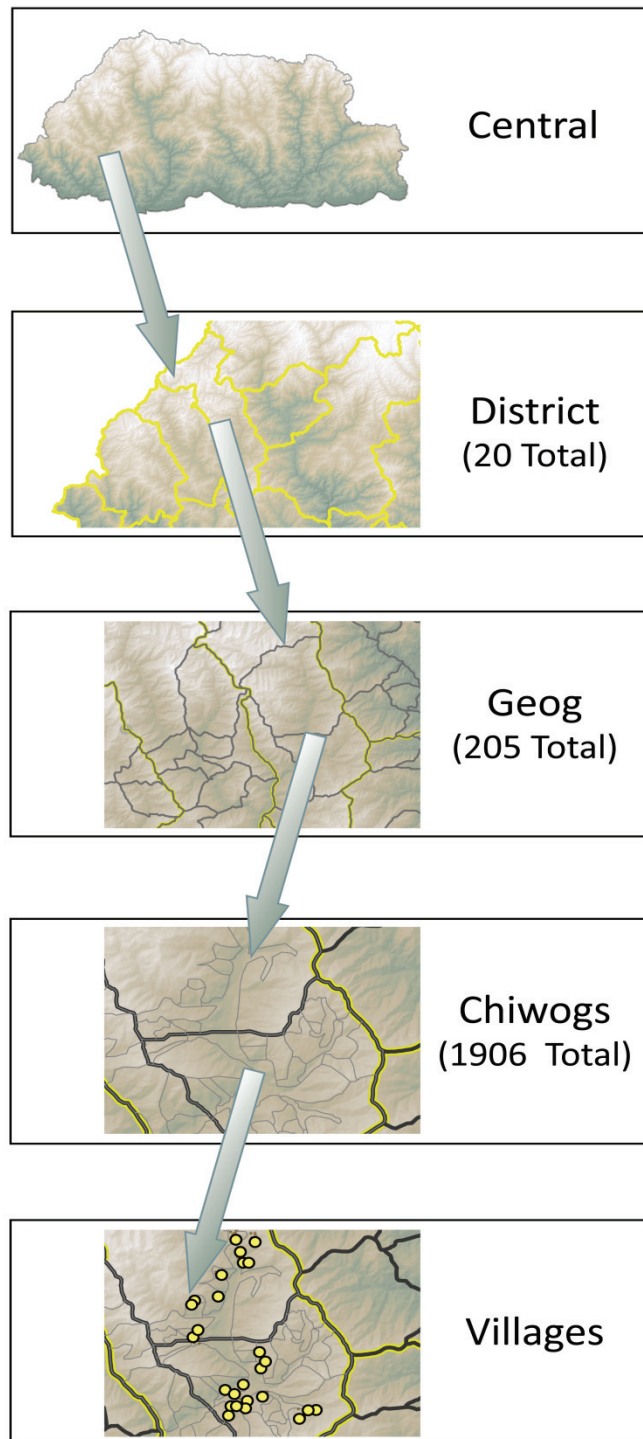 Central
District
(20 Total)
Geog
(205 Total)
Chiwogs
(1906 Total)
Villages